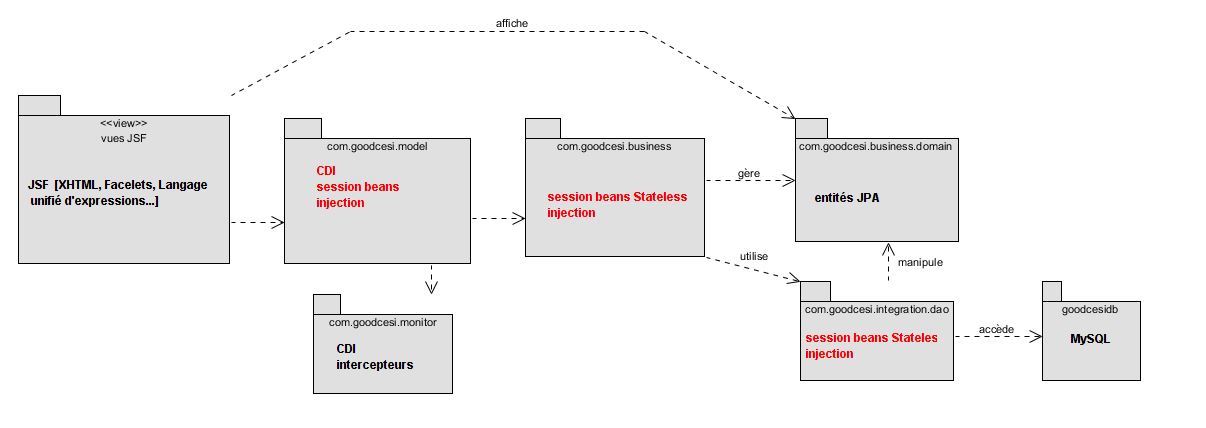 affiche
<<view>>
vues JSF
JSF [XHTML, Facelets, Langage
unifié d'expressions...]
com.goodcesi.model
CDI
session beans
injection
com.goodcesi.business
session beans Stateless
injection
gère
com.goodcesi.business.domain
entités JPA
utilise
manipule
com.goodcesi.monitor
CDI
intercepteurs
com.goodcesi.integration.dao
session beans Stateles
injection
accède
goodcesidb
MySQL